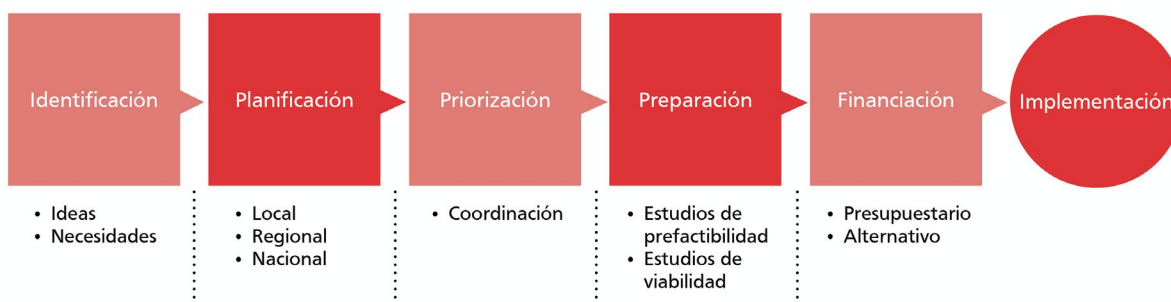 Identificación
Planificación
Priorización
Preparación
Financiación
Implementación
• Ideas
• Necesidades
• Local
• Regional
• Nacional
• Coordinación
• Estudios de
prefactibilidad
• Estudios de
viabilidad
• Presupuestario
• Alternativo